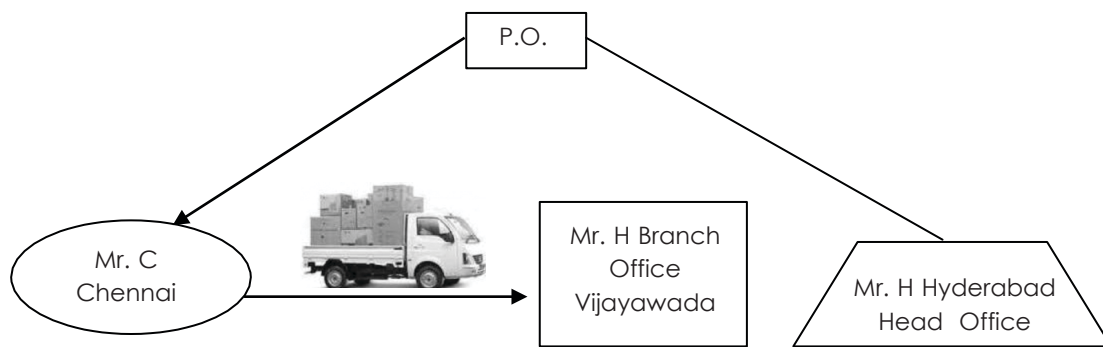 P.O.
Mr. C
Chennai
Mr. H Branch
Office
Vijayawada
Mr. H Hyderabad
Head Office